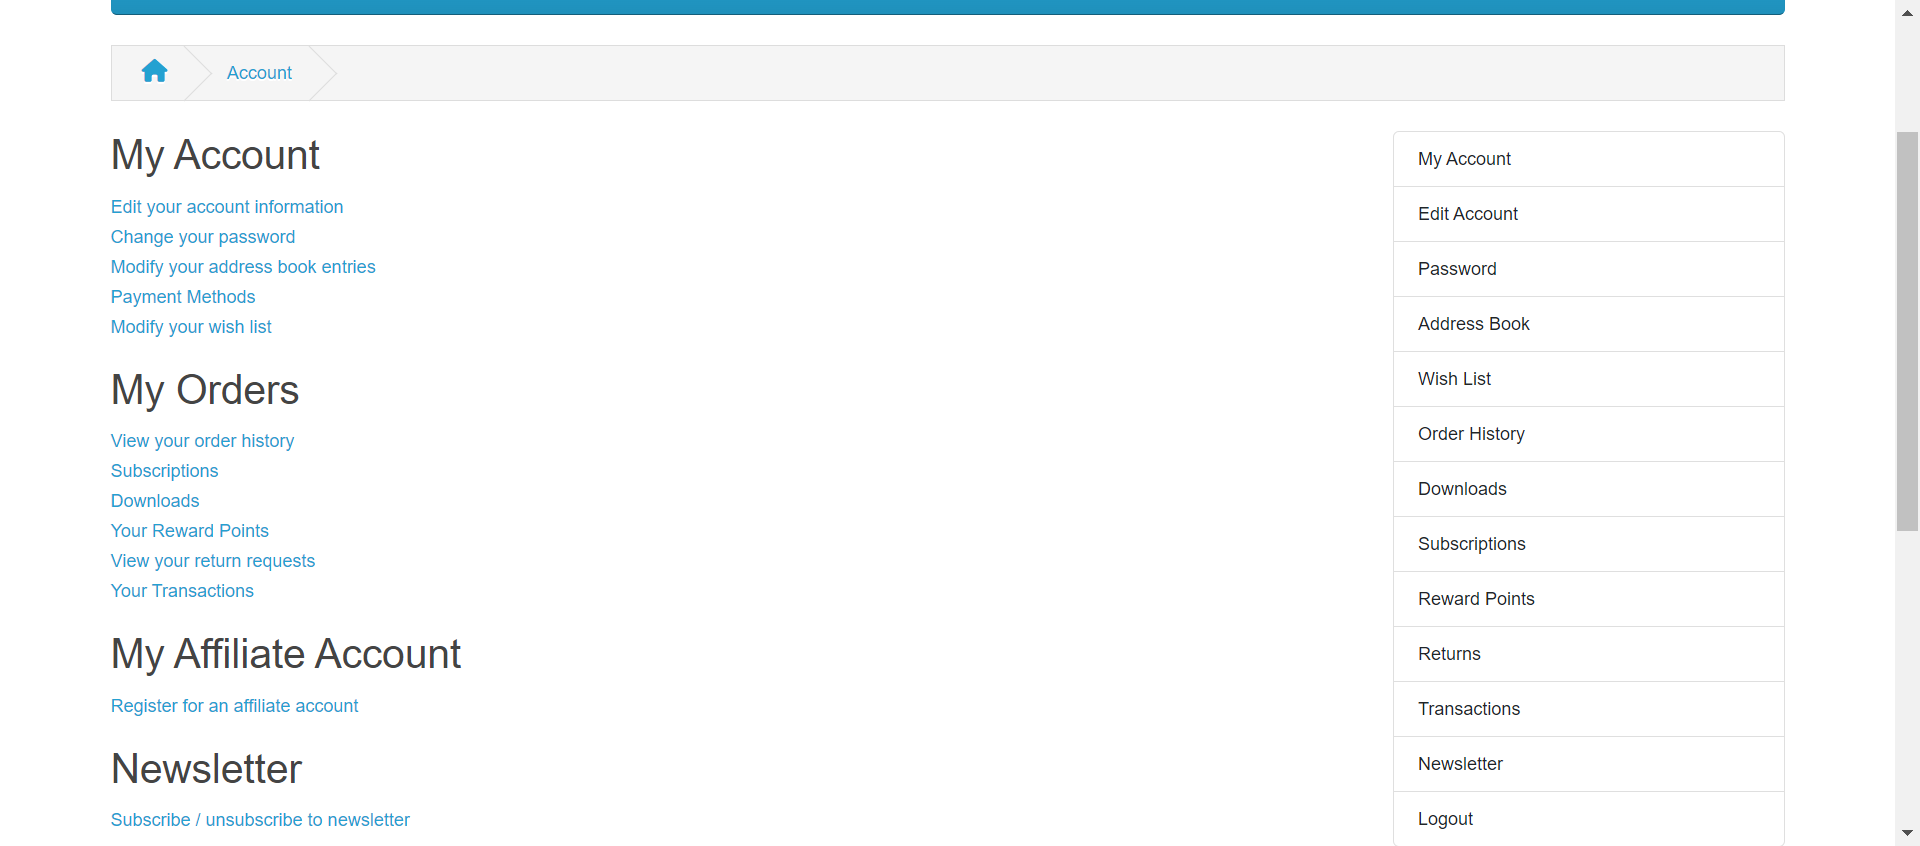 Account
My Account
Edit your account information
Change your password
Modify your address book entries
Payment Methods
Modify your wish list
My Orders
View your order history
Subscriptions
Downloads
Your Reward Points
View your return requests
Your Transactions
My Affiliate Account
Register for an affiliate account
Newsletter
Subscribe / unsubscribe to newsletter
My Account
Edit Account
Password
Address Book
Wish List
Order History
Downloads
Subscriptions
Reward Points
Returns
Transactions
Newsletter
Logout